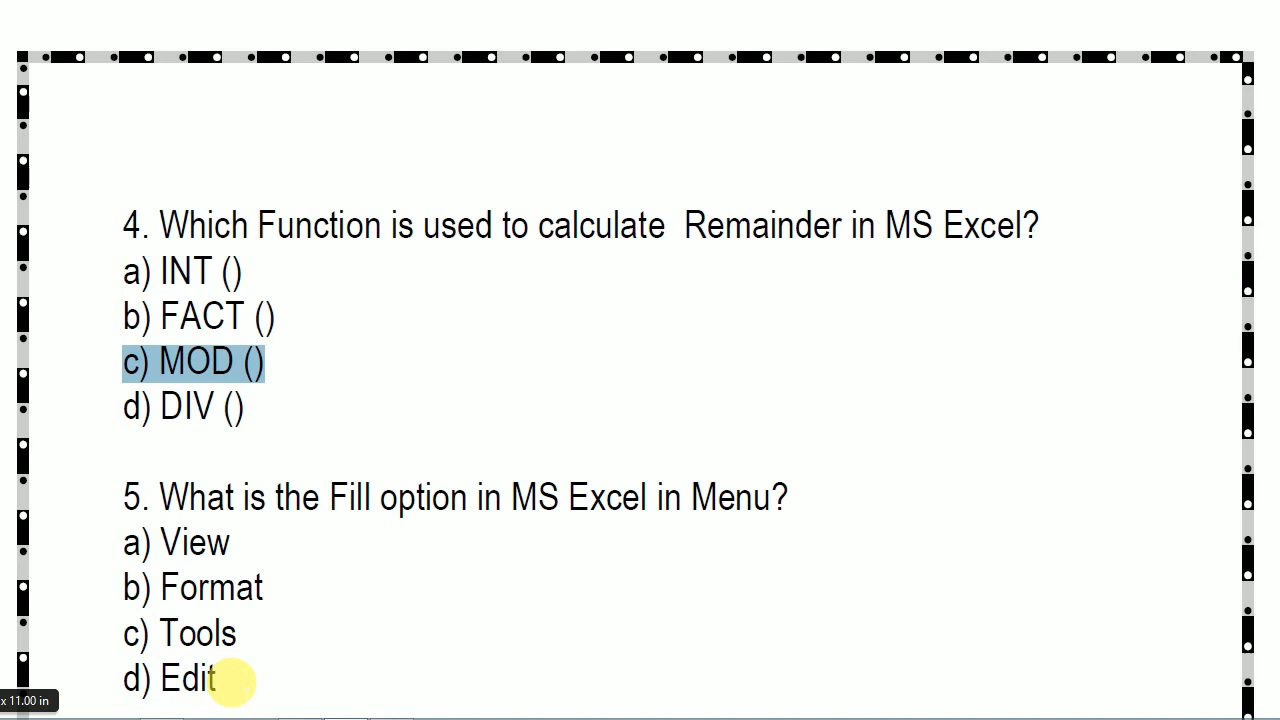 4. Which Function is used to calculate  Remainder in MS Excel?
a) INT ()
b) FACT ()
c) MOD ()
d) DIV ()
5. What is the Fill option in MS Excel in Menu?
a) View
b) Format
c) Tools
d) Edit
x 11.00 in